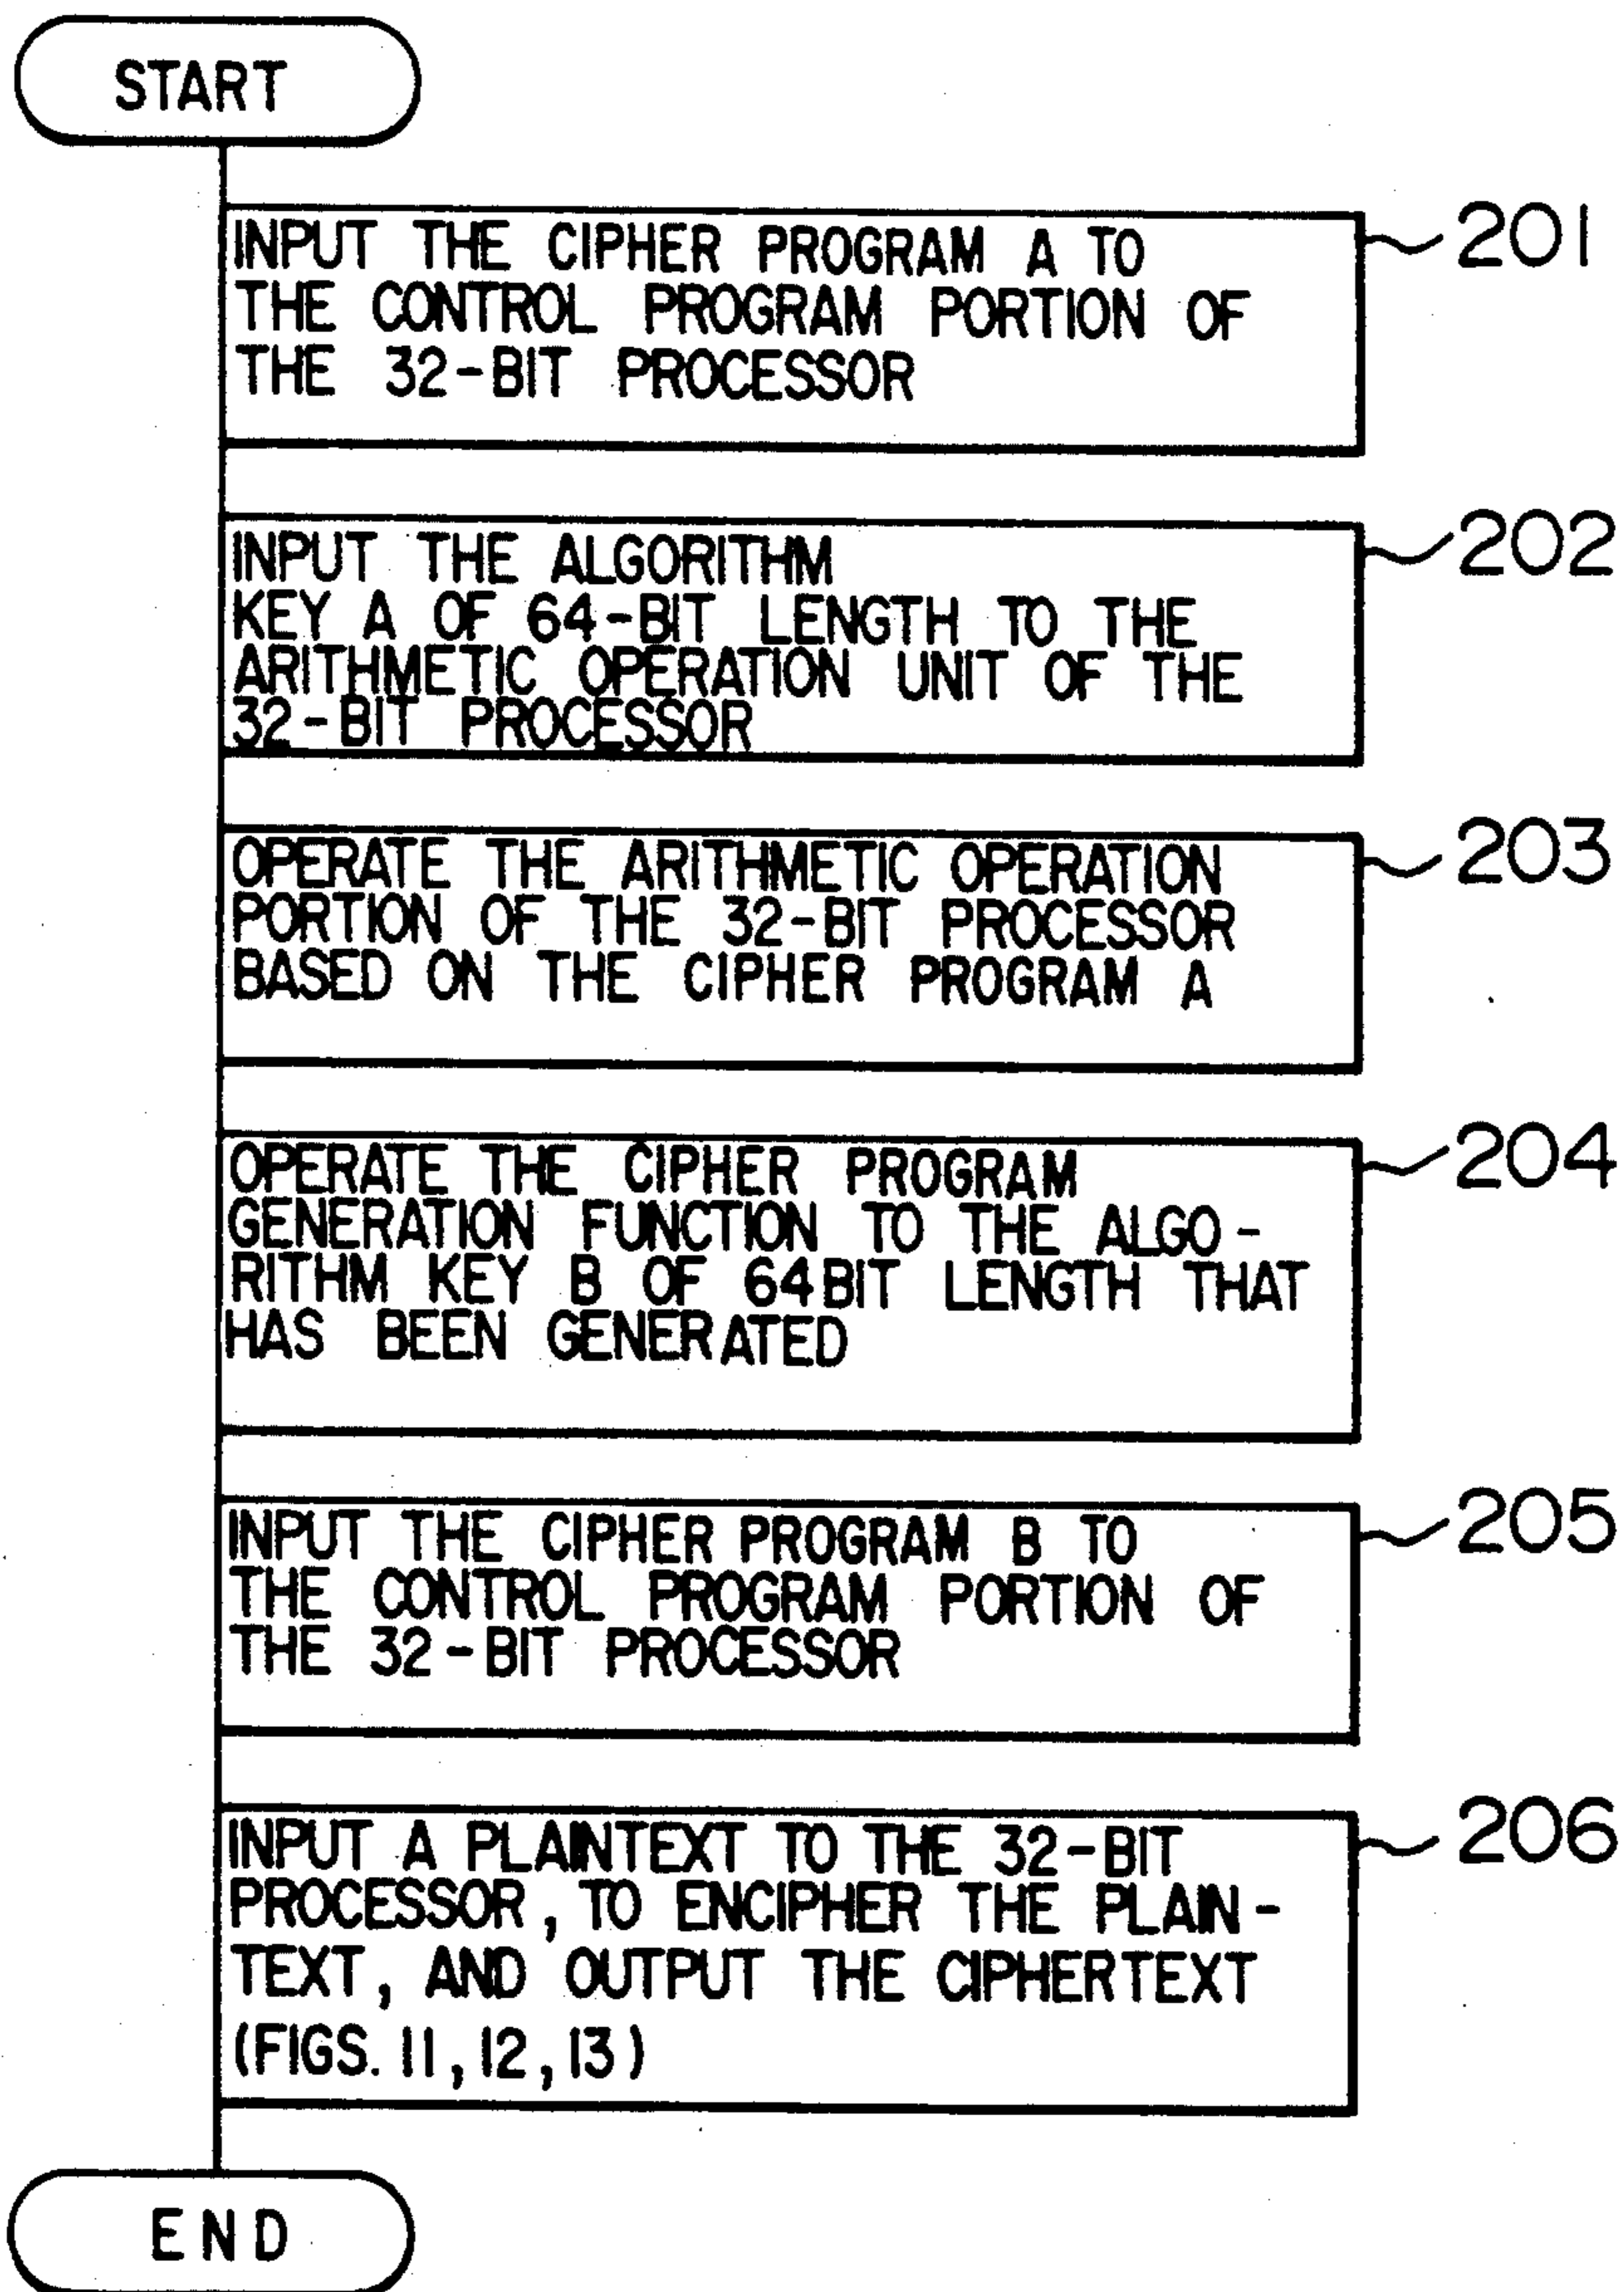 START
INPUT THE CIPHER PROGRAM A TO
THE CONTROL PROGRAM PORTION OF
THE 32-BIT PROCESSOR
201
INPUT THE ALGORITHM
KEY A OF 64-BIT LENGTH TO THE
ARITHMETIC OPERATION UNIT OF THE
32-BIT PROCESSOR
202
OPERATE THE ARITHMETIC OPERATION
PORTION OF THE 32-BIT PROCESSOR
BASED ON THE CIPHER PROGRAM A
203
OPERATE THE CIPHER PROGRAM
GENERATION FUNCTION TO THE ALGO-
RITHM KEY B OF 64BIT LENGTH THAT
HAS BEEN GENERATED
204
INPUT THE CIPHER PROGRAM B TO
THE CONTROL PROGRAM PORTION OF
THE 32-BIT PROCESSOR
205
INPUT A PLAINTEXT TO THE 32-BIT
PROCESSOR, TO ENCIPHER THE PLAIN-
TEXT, AND OUTPUT THE CIPHERTEXT
(FIGS. 11, 12, 13)
206
END